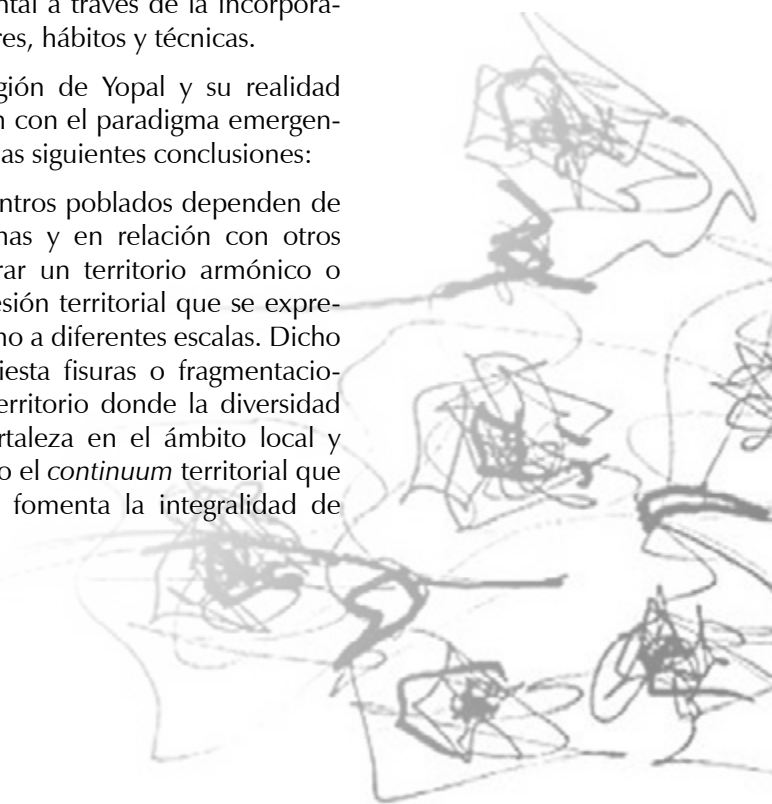 ntal a través de la incorpora-
res, hábitos y técnicas.
gión de Yopal y su realidad
n con el paradigma emergen-
as siguientes conclusiones:
ntros poblados dependen de
nas y en relación con otros
rar un territorio armónico o
esión territorial que se expre-
no a diferentes escalas. Dicho
iesta fisuras o fragmentacio-
erritorio donde la diversidad
rtaleza en el ámbito local y
o el continuum territorial que
fomenta la integralidad de